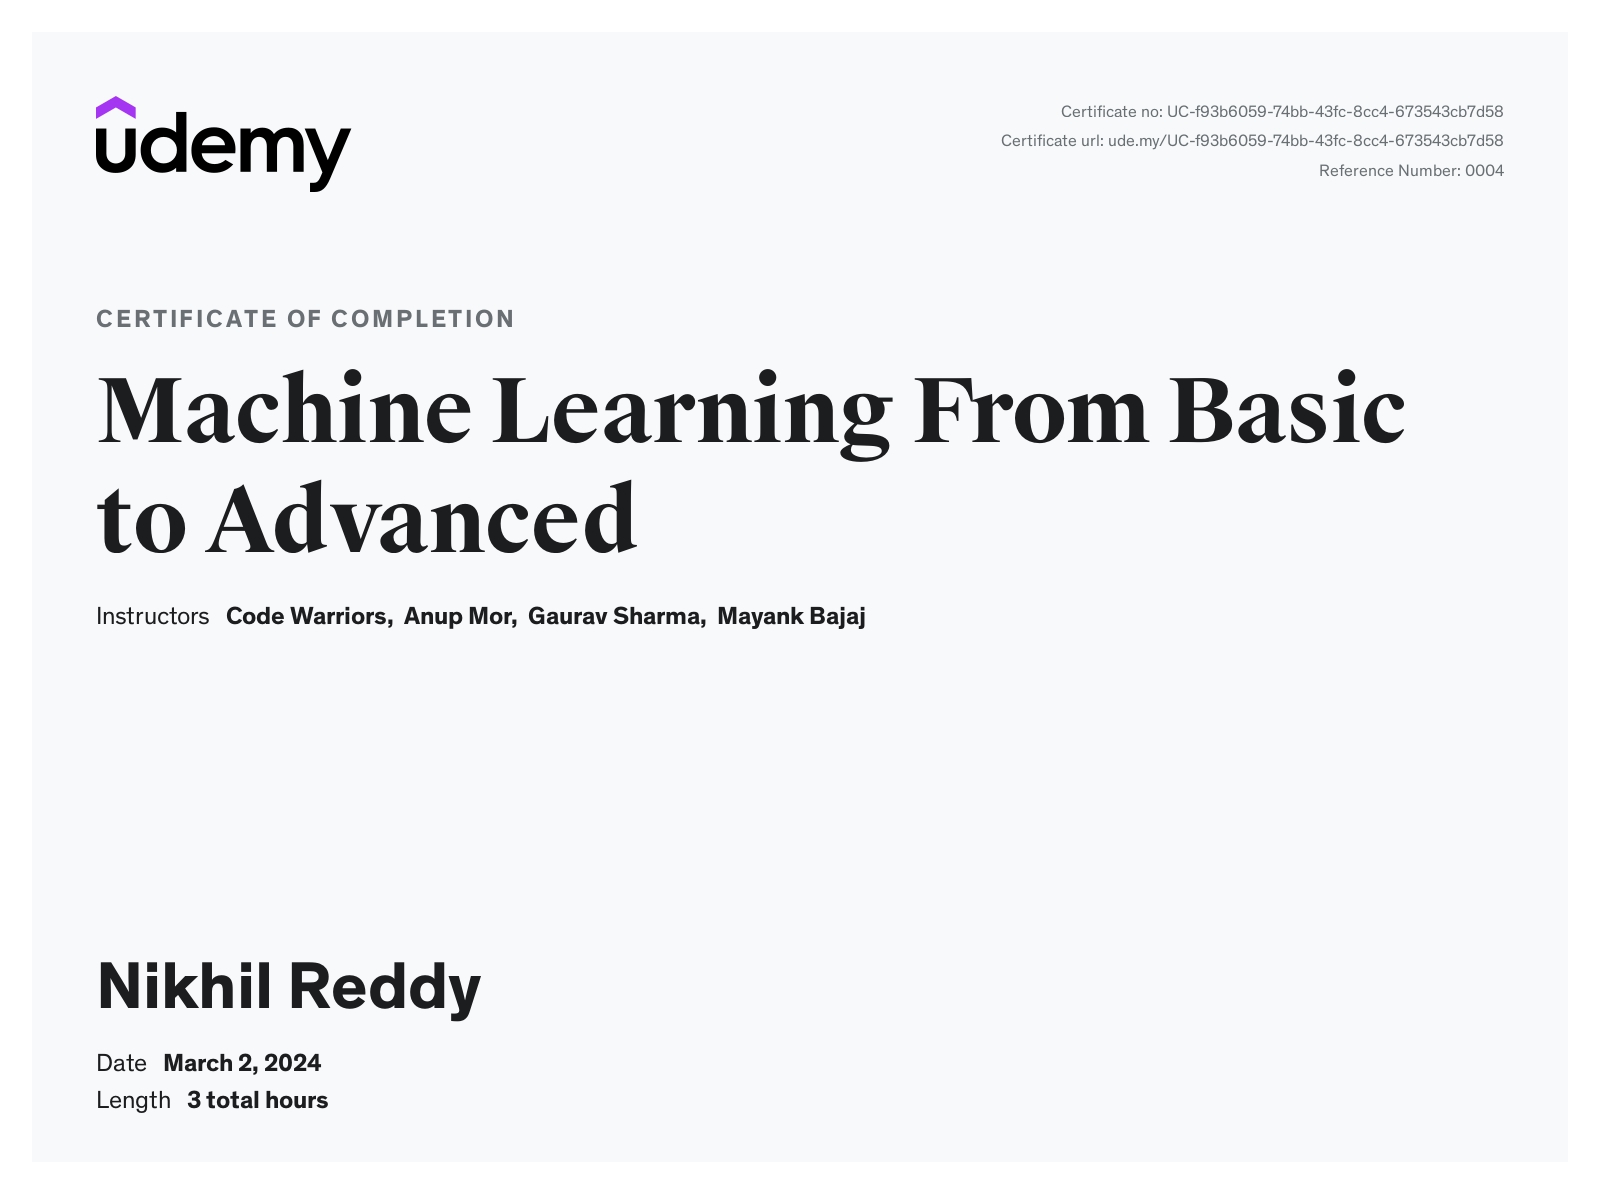 udemy
Certificate no: UC-f93b6059-74bb-43fc-8cc4-673543cb7d58
Certificate url: ude.my/UC-f93b6059-74bb-43fc-8cc4-673543cb7d58
Reference Number: 0004
CERTIFICATE OF COMPLETION
Machine Learning From Basic
to Advanced
Instructors Code Warriors, Anup Mor, Gaurav Sharma, Mayank Bajaj
Nikhil Reddy
Date March 2, 2024
Length 3 total hours